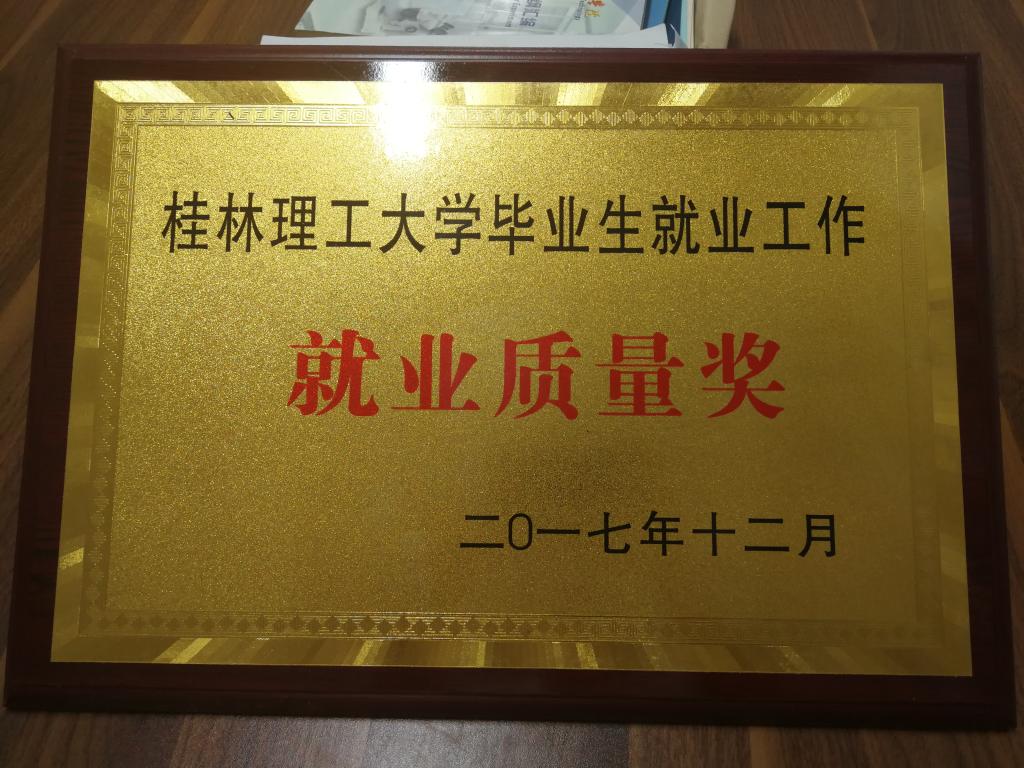 桂林理工大学毕业生就业工作
就业质量奖
二0一七年十二月